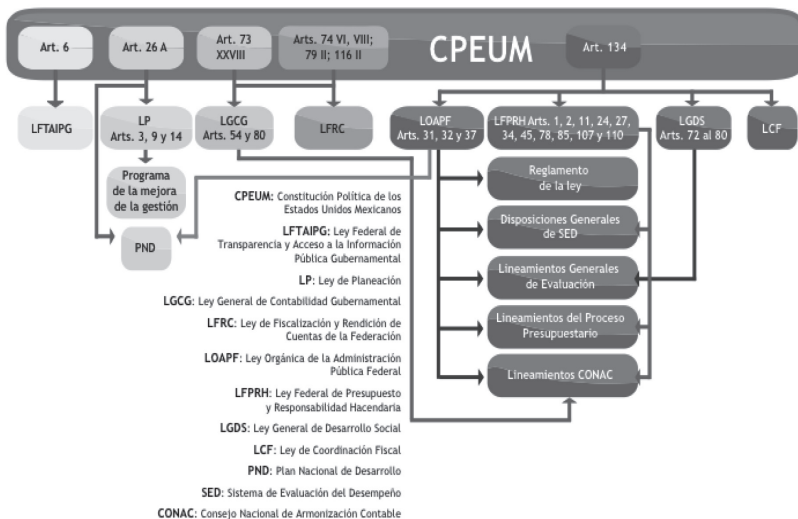 CPEUM
Art. 6
Art. 26 A
Art. 73
XXVIII
Arts. 74 VI, VIII;
79 II; 116 II
Art. 134
LFTAIPG
LP
Arts. 3, 9 y 14
LGCG
Arts. 54 y 80
LFRC
LOAPF
Arts. 31, 32 y 37
LFPRH Arts. 1, 2, 11, 24, 27,
34, 45, 78, 85, 107 y 110
LGDS
Arts. 72 al 80
LCF
Programa
de la mejora
de la gestión
PND
Reglamento
de la ley
Disposiciones Generales
de SED
Lineamientos Generales
de Evaluación
Lineamientos del Proceso
Presupuestario
Lineamientos CONAC
CPEUM: Constitución Política de los
Estados Unidos Mexicanos
LFTAIPG: Ley Federal de
Transparencia y Acceso a la Información
Pública Gubernamental
LP: Ley de Planeación
LGCG: Ley General de Contabilidad Gubernamental
LFRC: Ley de Fiscalización y Rendición de
Cuentas de la Federación
LOAPF: Ley Orgánica de la Administración
Pública Federal
LFPRH: Ley Federal de Presupuesto
y Responsabilidad Hacendaria
LGDS: Ley General de Desarrollo Social
LCF: Ley de Coordinación Fiscal
PND: Plan Nacional de Desarrollo
SED: Sistema de Evaluación del Desempeño
CONAC: Consejo Nacional de Armonización Contable